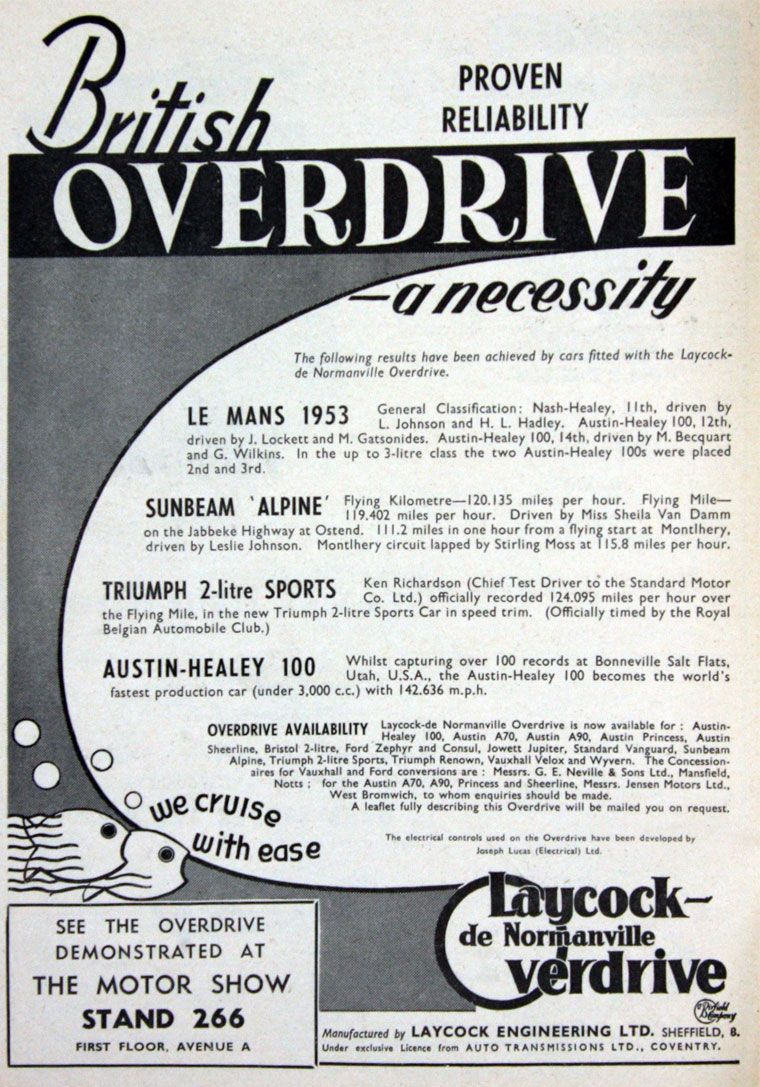 British
PROVEN
RELIABILITY
OVERDRIVE
—a necessity
The following results have been achieved by cars fitted with the Laycock-
de Normanville Overdrive.
LE MANS 1953 General Classification: Nash-Healey, 11th, driven by
L. Johnson and H. L. Hadley. Austin-Healey 100, 12th,
driven by J. Lockett and M. Gatsonides. Austin-Healey 100, 14th, driven by M. Becquart
and G. Wilkins. In the up to 3-litre class the two Austin-Healey 100s were placed
2nd and 3rd.
SUNBEAM 'ALPINE' Flying Kilometre—120.135 miles per hour. Flying Mile—
119.402 miles per hour. Driven by Miss Sheila Van Damm
on the Jabbeke Highway at Ostend. 111.2 miles in one hour from a flying start at Montlhery,
driven by Leslie Johnson. Montlhery circuit lapped by Stirling Moss at 115.8 miles per hour.
TRIUMPH 2-litre SPORTS Ken Richardson (Chief Test Driver to the Standard Motor
Co. Ltd.) officially recorded 124.095 miles per hour over
the Flying Mile, in the new Triumph 2-litre Sports Car in speed trim. (Officially timed by the Royal
Belgian Automobile Club.)
AUSTIN-HEALEY 100 Whilst capturing over 100 records at Bonneville Salt Flats,
Utah, U.S.A., the Austin-Healey 100 becomes the world's
fastest production car (under 3,000 c.c.) with 142.636 m.p.h.
OVERDRIVE AVAILABILITY Laycock-de Normanville Overdrive is now available for : Austin-
Healey 100, Austin A70, Austin A90, Austin Princess, Austin
Sheerline, Bristol 2-litre, Ford Zephyr and Consul, Jowett Jupiter, Standard Vanguard, Sunbeam
Alpine, Triumph 2-litre Sports, Triumph Renown, Vauxhall Velox and Wyvern. The Concession-
aires for Vauxhall and Ford conversions are : Messrs. G. E. Neville & Sons Ltd., Mansfield,
Notts ; for the Austin A70, A90, Princess and Sheerline, Messrs. Jensen Motors Ltd.,
West Bromwich, to whom enquiries should be made.
A leaflet fully describing this Overdrive will be mailed you on request.
we cruise
with ease
The electrical controls used on the Overdrive have been developed by
Joseph Lucas (Electrical) Ltd.
Laycock-
de Normanville
Overdrive
SEE THE OVERDRIVE
DEMONSTRATED AT
THE MOTOR SHOW
STAND 266
FIRST FLOOR, AVENUE A
Manufactured by LAYCOCK ENGINEERING LTD. SHEFFIELD, 8.
Under exclusive Licence from AUTO TRANSMISSIONS LTD., COVENTRY.